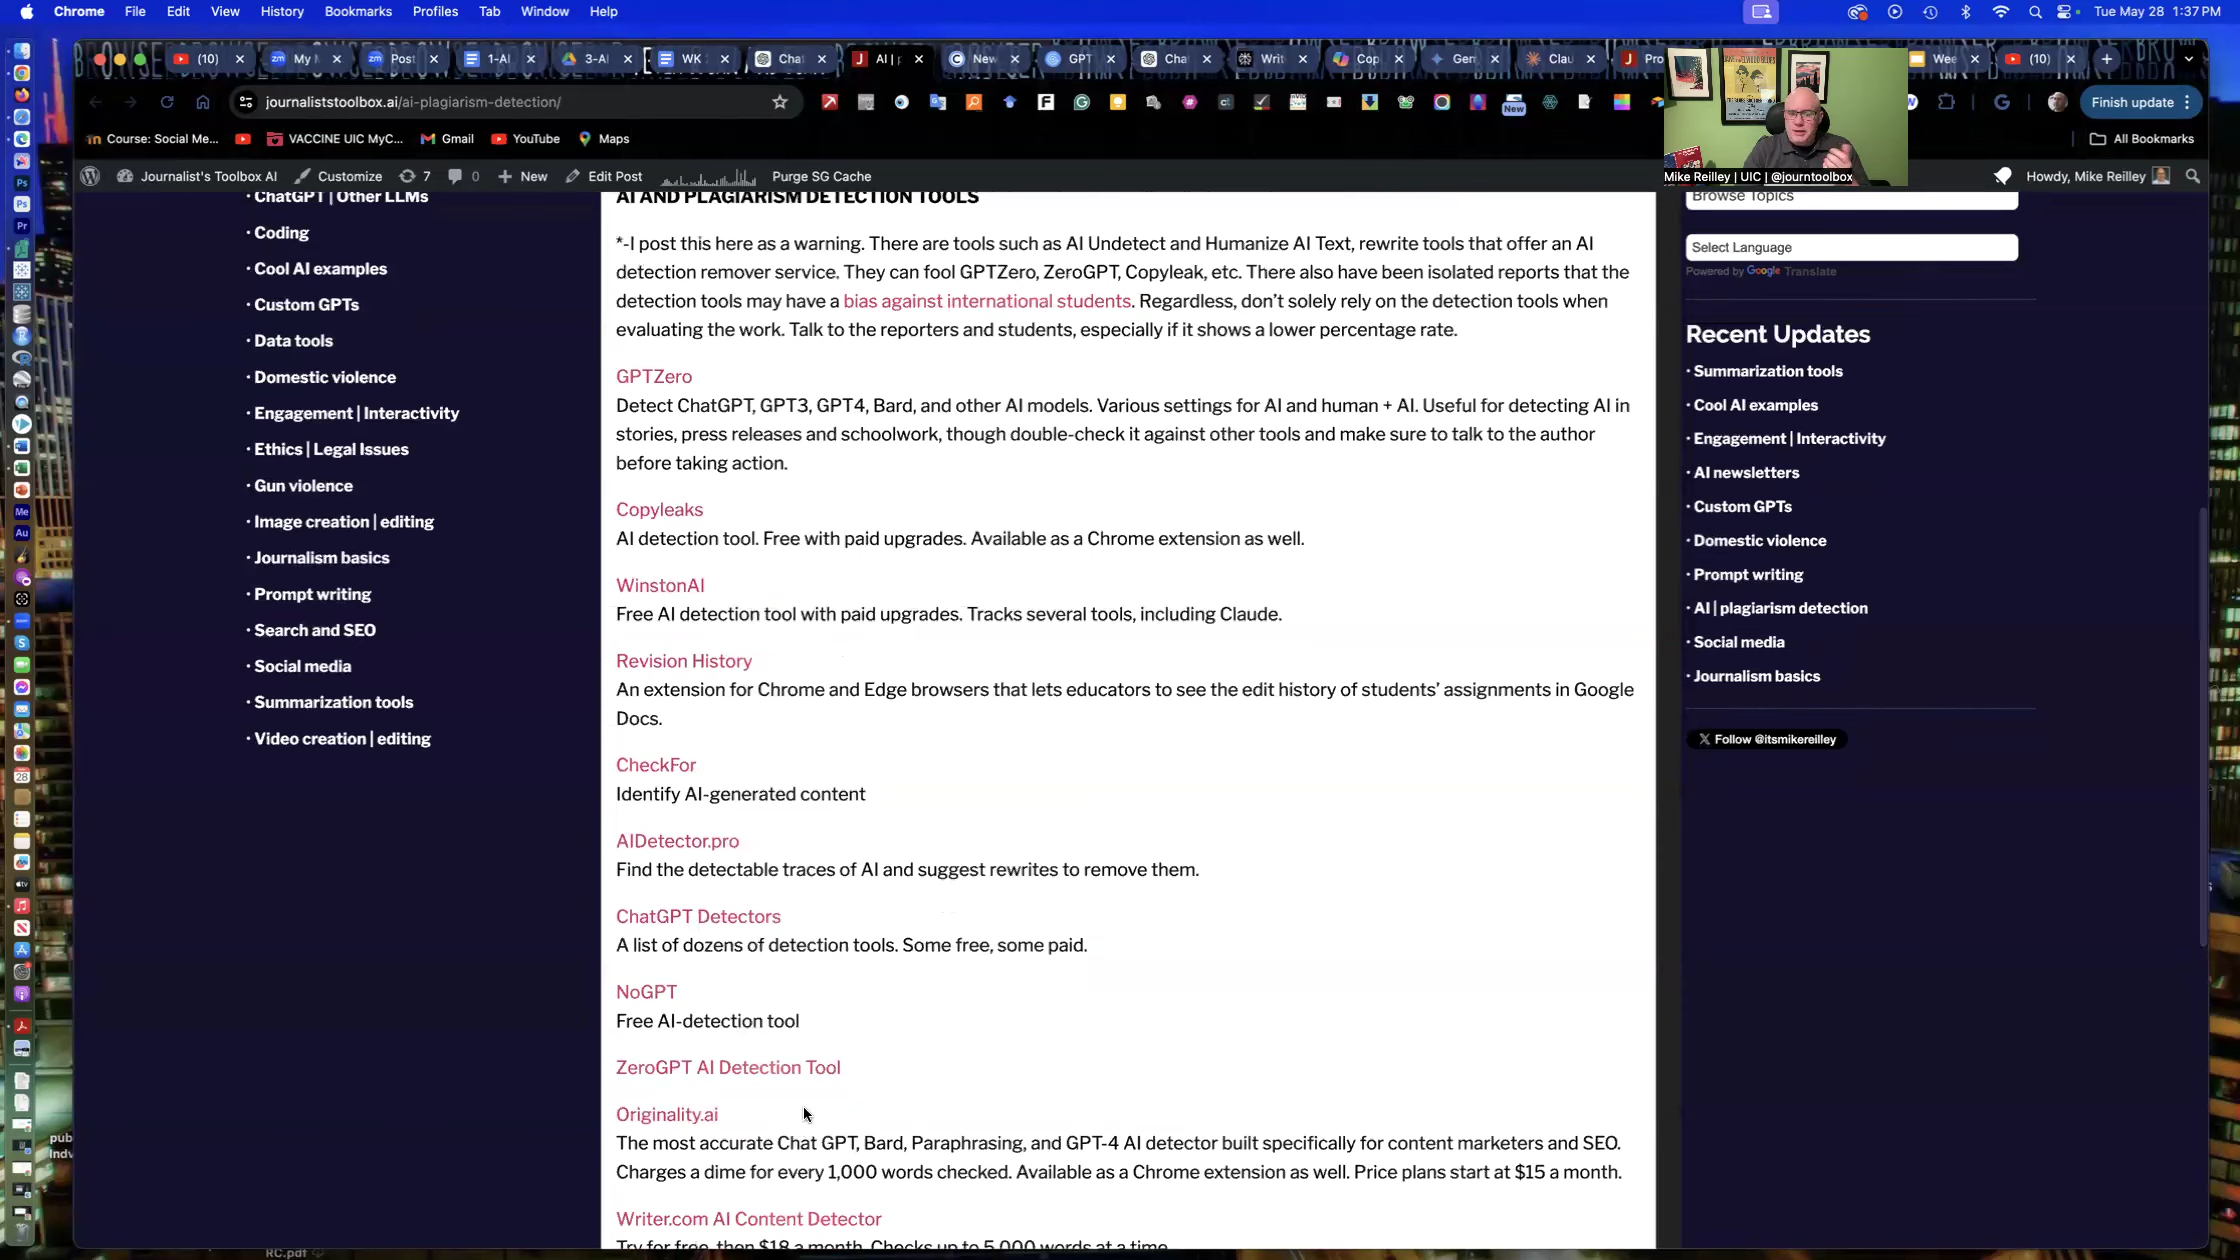 Chrome File Edit View History Bookmarks Profiles Tab Window Help
Tue May 28 1:37 PM
(10)
My
Post
1-AI
3-AI
WK
Chat
AI | p
New
GPT
Cha
Writ
Cop
Gem
Clau
Pro
Wee
(10)
journaliststoolbox.ai/ai-plagiarism-detection/
New
Finish update
Course: Social Me...
VACCINE UIC MyC...
Gmail
YouTube
Maps
All Bookmarks
Journalist's Toolbox AI
Customize
7
0
New
Edit Post
Purge SG Cache
Mike Reilley | UIC | @journtoolbox
Howdy, Mike Reilley
· ChatGPT | Other LLMs
· Coding
· Cool AI examples
· Custom GPTs
· Data tools
· Domestic violence
· Engagement | Interactivity
· Ethics | Legal Issues
· Gun violence
· Image creation | editing
· Journalism basics
· Prompt writing
· Search and SEO
· Social media
· Summarization tools
· Video creation | editing
AI AND PLAGIARISM DETECTION TOOLS
*-I post this here as a warning. There are tools such as AI Undetect and Humanize AI Text, rewrite tools that offer an AI
detection remover service. They can fool GPTZero, ZeroGPT, Copyleak, etc. There also have been isolated reports that the
detection tools may have a bias against international students. Regardless, don't solely rely on the detection tools when
evaluating the work. Talk to the reporters and students, especially if it shows a lower percentage rate.
GPTZero
Detect ChatGPT, GPT3, GPT4, Bard, and other AI models. Various settings for AI and human + AI. Useful for detecting AI in
stories, press releases and schoolwork, though double-check it against other tools and make sure to talk to the author
before taking action.
Copyleaks
AI detection tool. Free with paid upgrades. Available as a Chrome extension as well.
WinstonAI
Free AI detection tool with paid upgrades. Tracks several tools, including Claude.
Revision History
An extension for Chrome and Edge browsers that lets educators to see the edit history of students' assignments in Google
Docs.
CheckFor
Identify AI-generated content
AIDetector.pro
Find the detectable traces of AI and suggest rewrites to remove them.
ChatGPT Detectors
A list of dozens of detection tools. Some free, some paid.
NoGPT
Free AI-detection tool
ZeroGPT AI Detection Tool
Originality.ai
The most accurate Chat GPT, Bard, Paraphrasing, and GPT-4 AI detector built specifically for content marketers and SEO.
Charges a dime for every 1,000 words checked. Available as a Chrome extension as well. Price plans start at $15 a month.
Writer.com AI Content Detector
Try for free, then $18 a month. Checks up to 5,000 words at a time.
Browse Topics
Select Language
Powered by Google Translate
Recent Updates
· Summarization tools
· Cool AI examples
· Engagement | Interactivity
· AI newsletters
· Custom GPTs
· Domestic violence
· Prompt writing
· AI | plagiarism detection
· Social media
· Journalism basics
Follow @itsmikereilley
RC.pdf